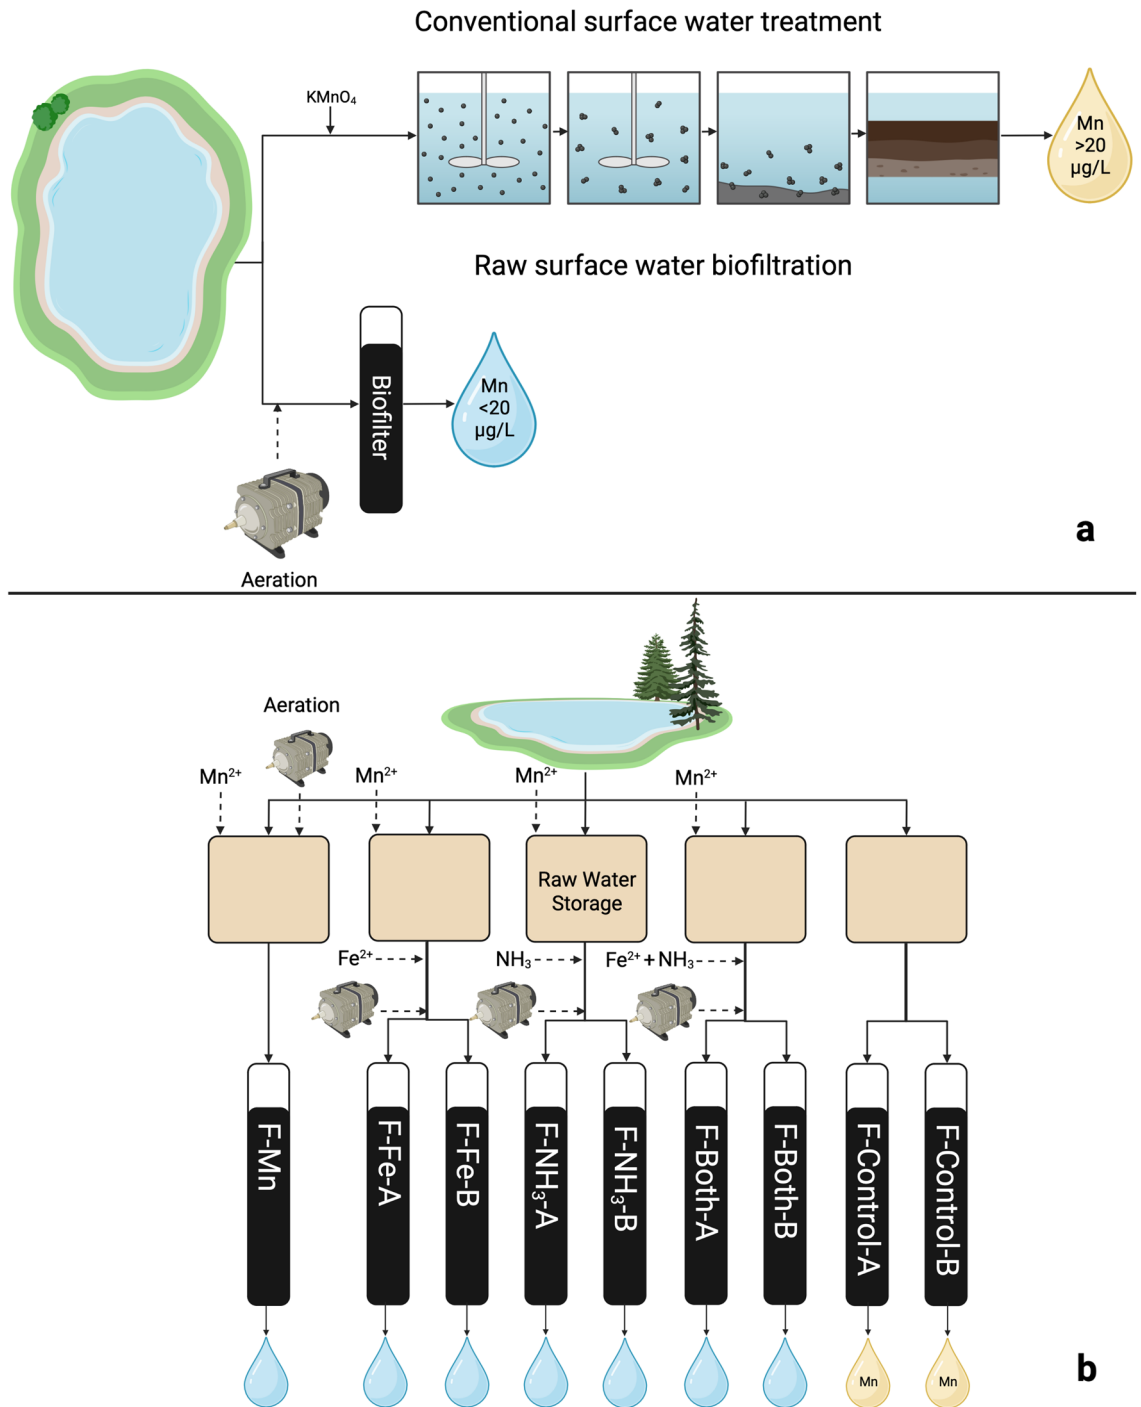 Conventional surface water treatment
KMnO₄
Mn
>20
µg/L
Raw surface water biofiltration
Biofilter
Mn
<20
µg/L
Aeration
a
Aeration
Mn²⁺
Mn²⁺
Mn²⁺
Mn²⁺
Raw Water
Storage
Fe²⁺
NH₃
Fe²⁺ + NH₃
F-Mn
F-Fe-A
F-Fe-B
F-NH₃-A
F-NH₃-B
F-Both-A
F-Both-B
F-Control-A
F-Control-B
Mn
Mn
b